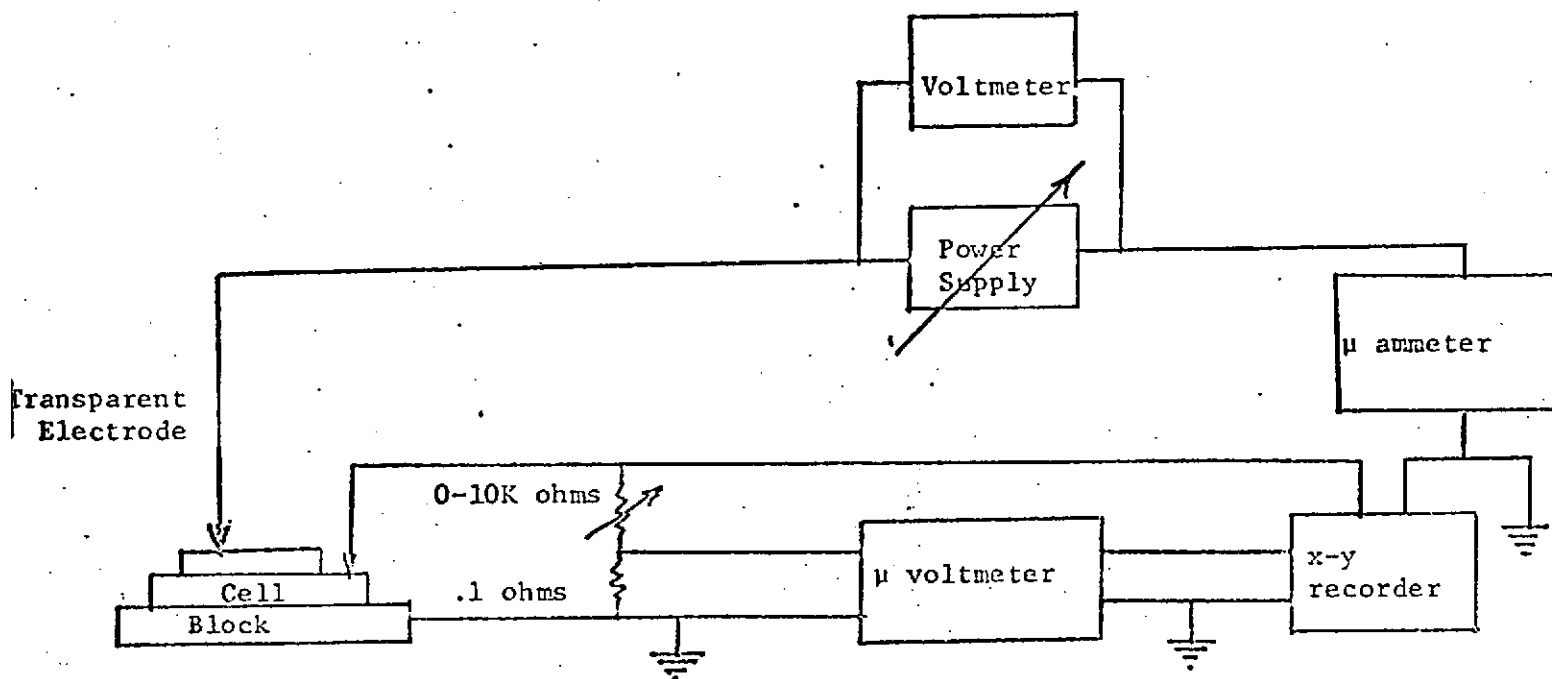 Voltmeter
Power
Supply
µ ammeter
Transparent
Electrode
0-10K ohms
.1 ohms
µ voltmeter
x-y
recorder
Cell
Block